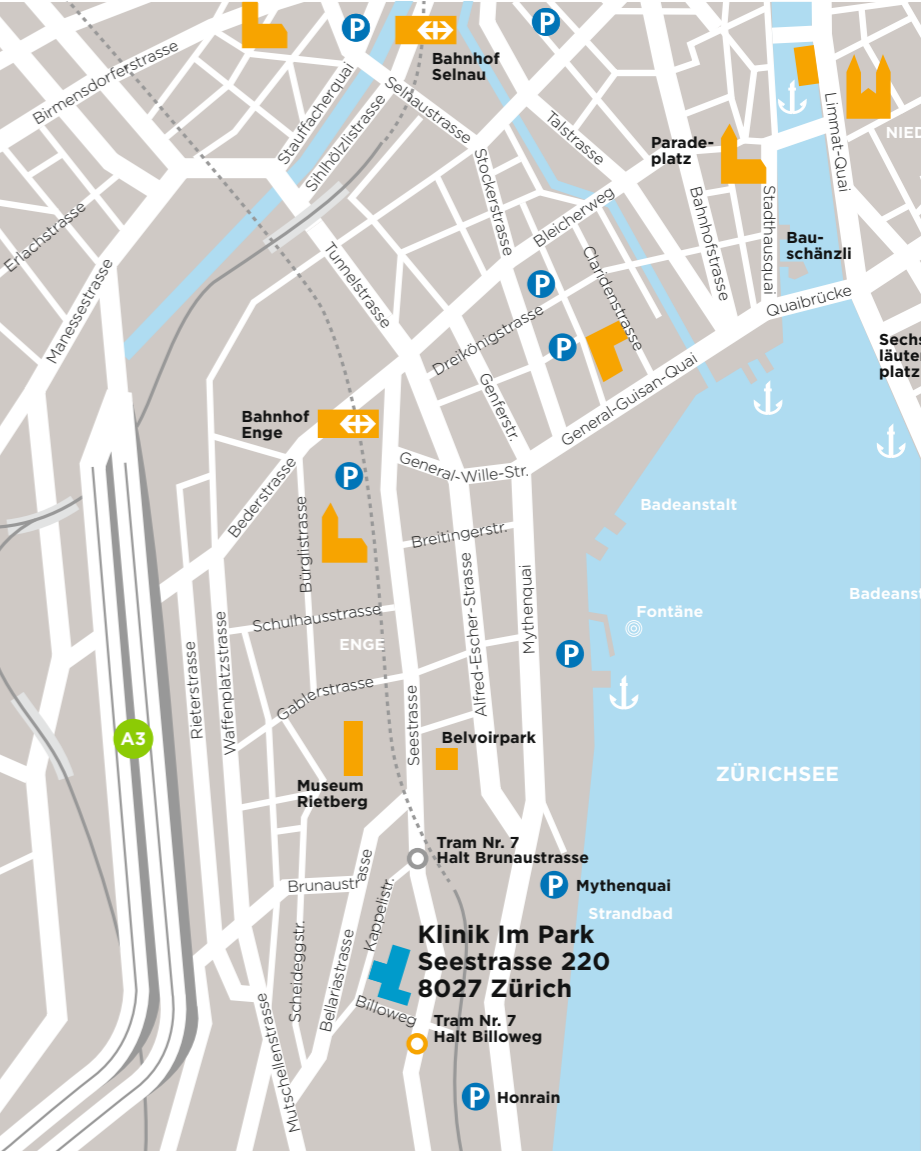 P
P
Bahnhof
Selnau
Birmensdorferstrasse
Stauffacherquai
Selnaustrasse
Sihlhölzlistrasse
Talstrasse
Parade-
platz
Limmat-Quai
Stockerstrasse
Bleicherweg
Bahnhofstrasse
Stadthausquai
Erlachstrasse
Bau-
schänzli
Manessestrasse
Tunnelstrasse
P
Claridenstrasse
Quaibrücke
Dreikönigstrasse
P
Genferstr.
General-Guisan-Quai
Bahnhof
Enge
General-Wille-Str.
P
Bederstrasse
Bürglistrasse
Breitingerstr.
Badeanstalt
Alfred-Escher-Strasse
Mythenquai
Fontäne
Schulhausstrasse
ENGE
P
Rieterstrasse
Waffenplatzstrasse
Gablerstrasse
Seestrasse
A3
Belvoirpark
ZÜRICHSEE
Museum
Rietberg
Tram Nr. 7
Halt Brunaustrasse
Brunaustrasse
Kappelistr.
P
Mythenquai
Strandbad
Klinik Im Park
Seestrasse 220
8027 Zürich
Scheideggstr.
Bellariastrasse
Billoweg
Mutschellenstrasse
Tram Nr. 7
Halt Billoweg
P
Honrain